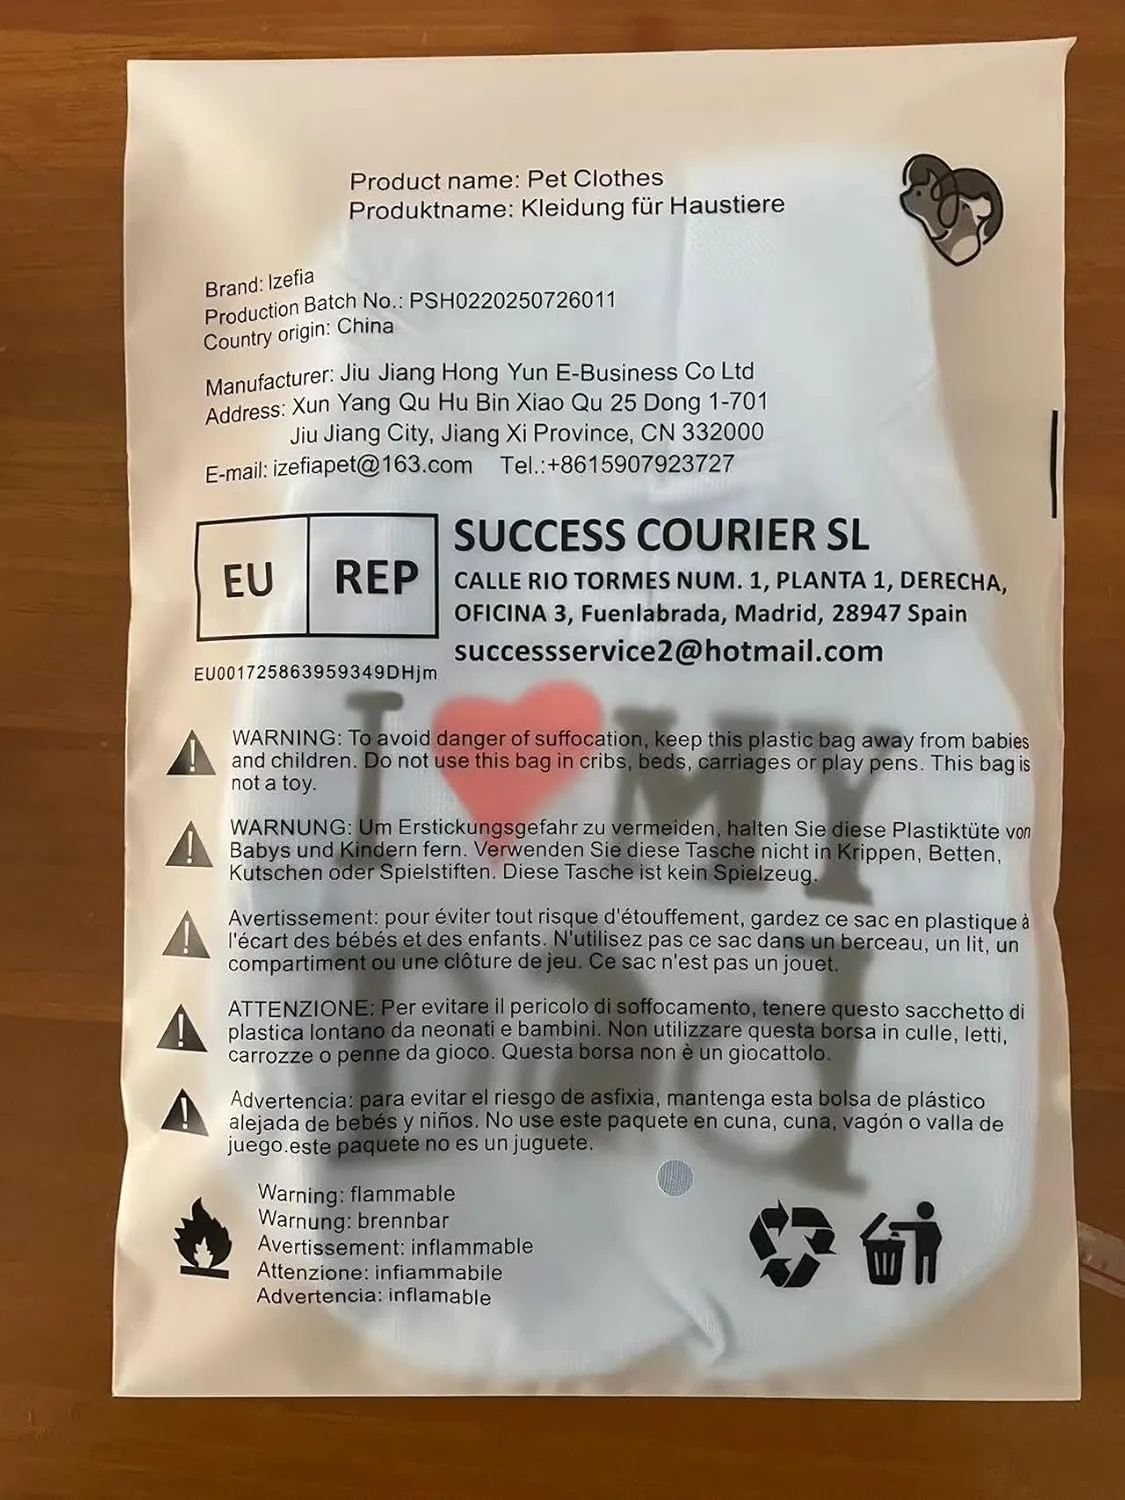 Product name: Pet Clothes
Produktname: Kleidung für Haustiere
Brand: Izefia
Production Batch No.: PSH0220250726011
Country origin: China
Manufacturer: Jiu Jiang Hong Yun E-Business Co Ltd
Address: Xun Yang Qu Hu Bin Xiao Qu 25 Dong 1-701
Jiu Jiang City, Jiang Xi Province, CN 332000
E-mail: izefiapet@163.com Tel.:+8615907923727
EU REP
SUCCESS COURIER SL
CALLE RIO TORMES NUM. 1, PLANTA 1, DERECHA,
OFICINA 3, Fuenlabrada, Madrid, 28947 Spain
successservice2@hotmail.com
EU001725863959349DHjm
I MY
Dad
WARNING: To avoid danger of suffocation, keep this plastic bag away from babies
and children. Do not use this bag in cribs, beds, carriages or play pens. This bag is
not a toy.
WARNUNG: Um Erstickungsgefahr zu vermeiden, halten Sie diese Plastiktüte von
Babys und Kindern fern. Verwenden Sie diese Tasche nicht in Krippen, Betten,
Kutschen oder Spielstiften. Diese Tasche ist kein Spielzeug.
Avertissement: pour éviter tout risque d'étouffement, gardez ce sac en plastique à
l'écart des bébés et des enfants. N'utilisez pas ce sac dans un berceau, un lit, un
compartiment ou une clôture de jeu. Ce sac n'est pas un jouet.
ATTENZIONE: Per evitare il pericolo di soffocamento, tenere questo sacchetto di
plastica lontano da neonati e bambini. Non utilizzare questa borsa in culle, letti,
carrozze o penne da gioco. Questa borsa non è un giocattolo.
Advertencia: para evitar el riesgo de asfixia, mantenga esta bolsa de plástico
alejada de bebés y niños. No use este paquete en cuna, cuna, vagón o valla de
juego.este paquete no es un juguete.
Warning: flammable
Warnung: brennbar
Avertissement: inflammable
Attenzione: infiammabile
Advertencia: inflamable